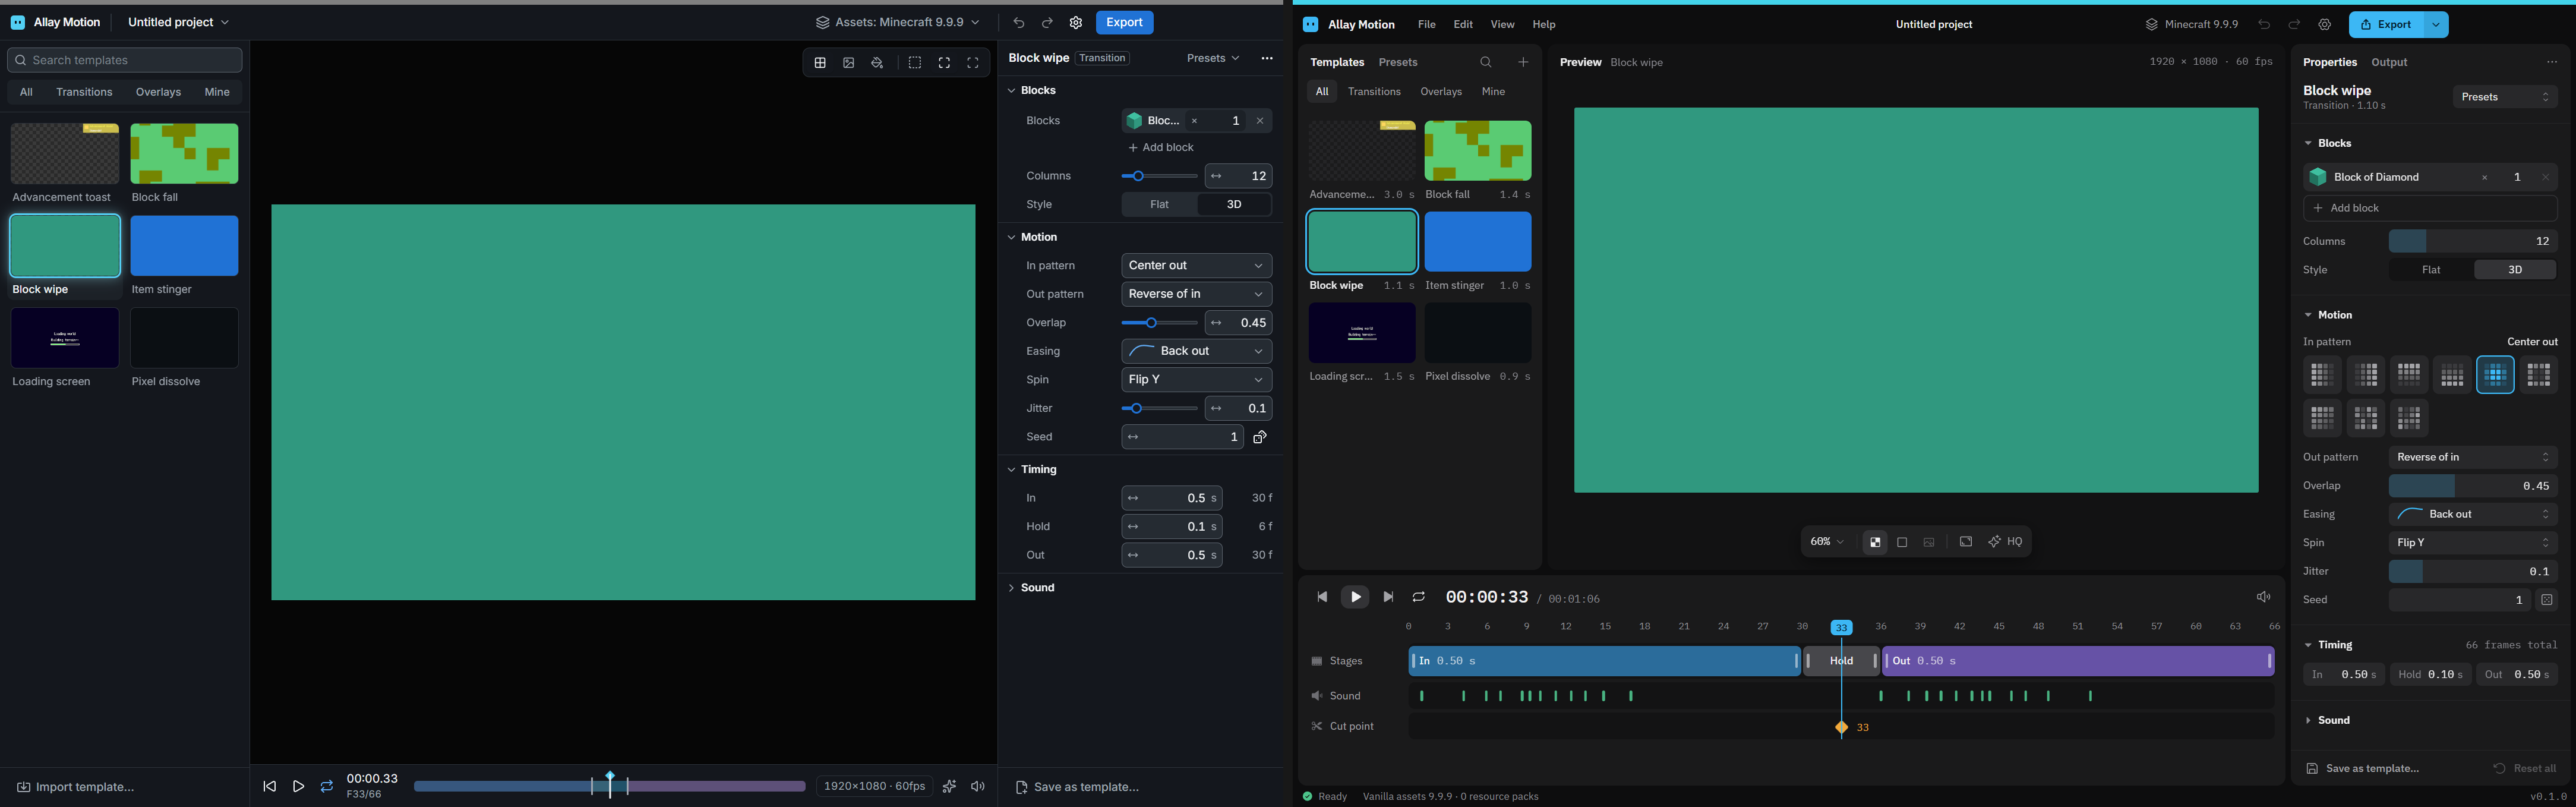 Allay Motion
Untitled project
Assets: Minecraft 9.9.9
Export
Search templates
All
Transitions
Overlays
Mine
Advancement toast
Block fall
Block wipe
Item stinger
Loading world
Loading screen
Pixel dissolve
Import template...
00:00.33
F33/66
1920×1080 · 60fps
Block wipe
Transition
Presets
Blocks
Blocks
Bloc...
×
1
Add block
Columns
12
Style
Flat
3D
Motion
In pattern
Center out
Out pattern
Reverse of in
Overlap
0.45
Easing
Back out
Spin
Flip Y
Jitter
0.1
Seed
1
Timing
In
0.5 s
30 f
Hold
0.1 s
6 f
Out
0.5 s
30 f
Sound
Save as template...
Allay Motion
File
Edit
View
Help
Untitled project
Minecraft 9.9.9
Export
Templates
Presets
All
Transitions
Overlays
Mine
Advanceme...
3.0 s
Block fall
1.4 s
Block wipe
1.1 s
Item stinger
1.0 s
Loading world
Loading scr...
1.5 s
Pixel dissolve
0.9 s
Preview
Block wipe
1920 × 1080 · 60 fps
60%
HQ
00:00:33 / 00:01:06
0 3 6 9 12 15 18 21 24 27 30 33 36 39 42 45 48 51 54 57 60 63 66
Stages
In 0.50 s
Hold
Out 0.50 s
Sound
Cut point
33
Ready
Vanilla assets 9.9.9 · 0 resource packs
Properties
Output
Block wipe
Transition · 1.10 s
Presets
Blocks
Block of Diamond
×
1
Add block
Columns
12
Style
Flat
3D
Motion
In pattern
Center out
Out pattern
Reverse of in
Overlap
0.45
Easing
Back out
Spin
Flip Y
Jitter
0.1
Seed
1
Timing
66 frames total
In 0.50 s
Hold 0.10 s
Out 0.50 s
Sound
Save as template...
Reset all
v0.1.0